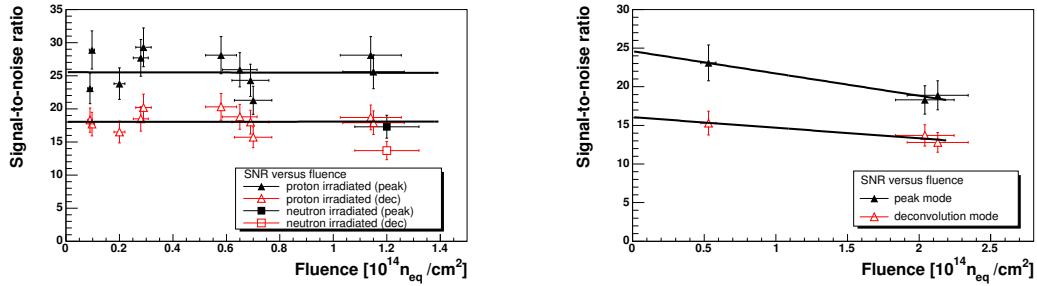 Signal-to-noise ratio
35
30
25
20
15
10
5
0
SNR versus fluence
proton irradiated (peak)
proton irradiated (dec)
neutron irradiated (peak)
neutron irradiated (dec)
0 0.2 0.4 0.6 0.8 1 1.2 1.4
Fluence [10^14 n_eq /cm²]
Signal-to-noise ratio
30
25
20
15
10
5
0
SNR versus fluence
peak mode
deconvolution mode
0 0.5 1 1.5 2 2.5
Fluence [10^14 n_eq /cm²]